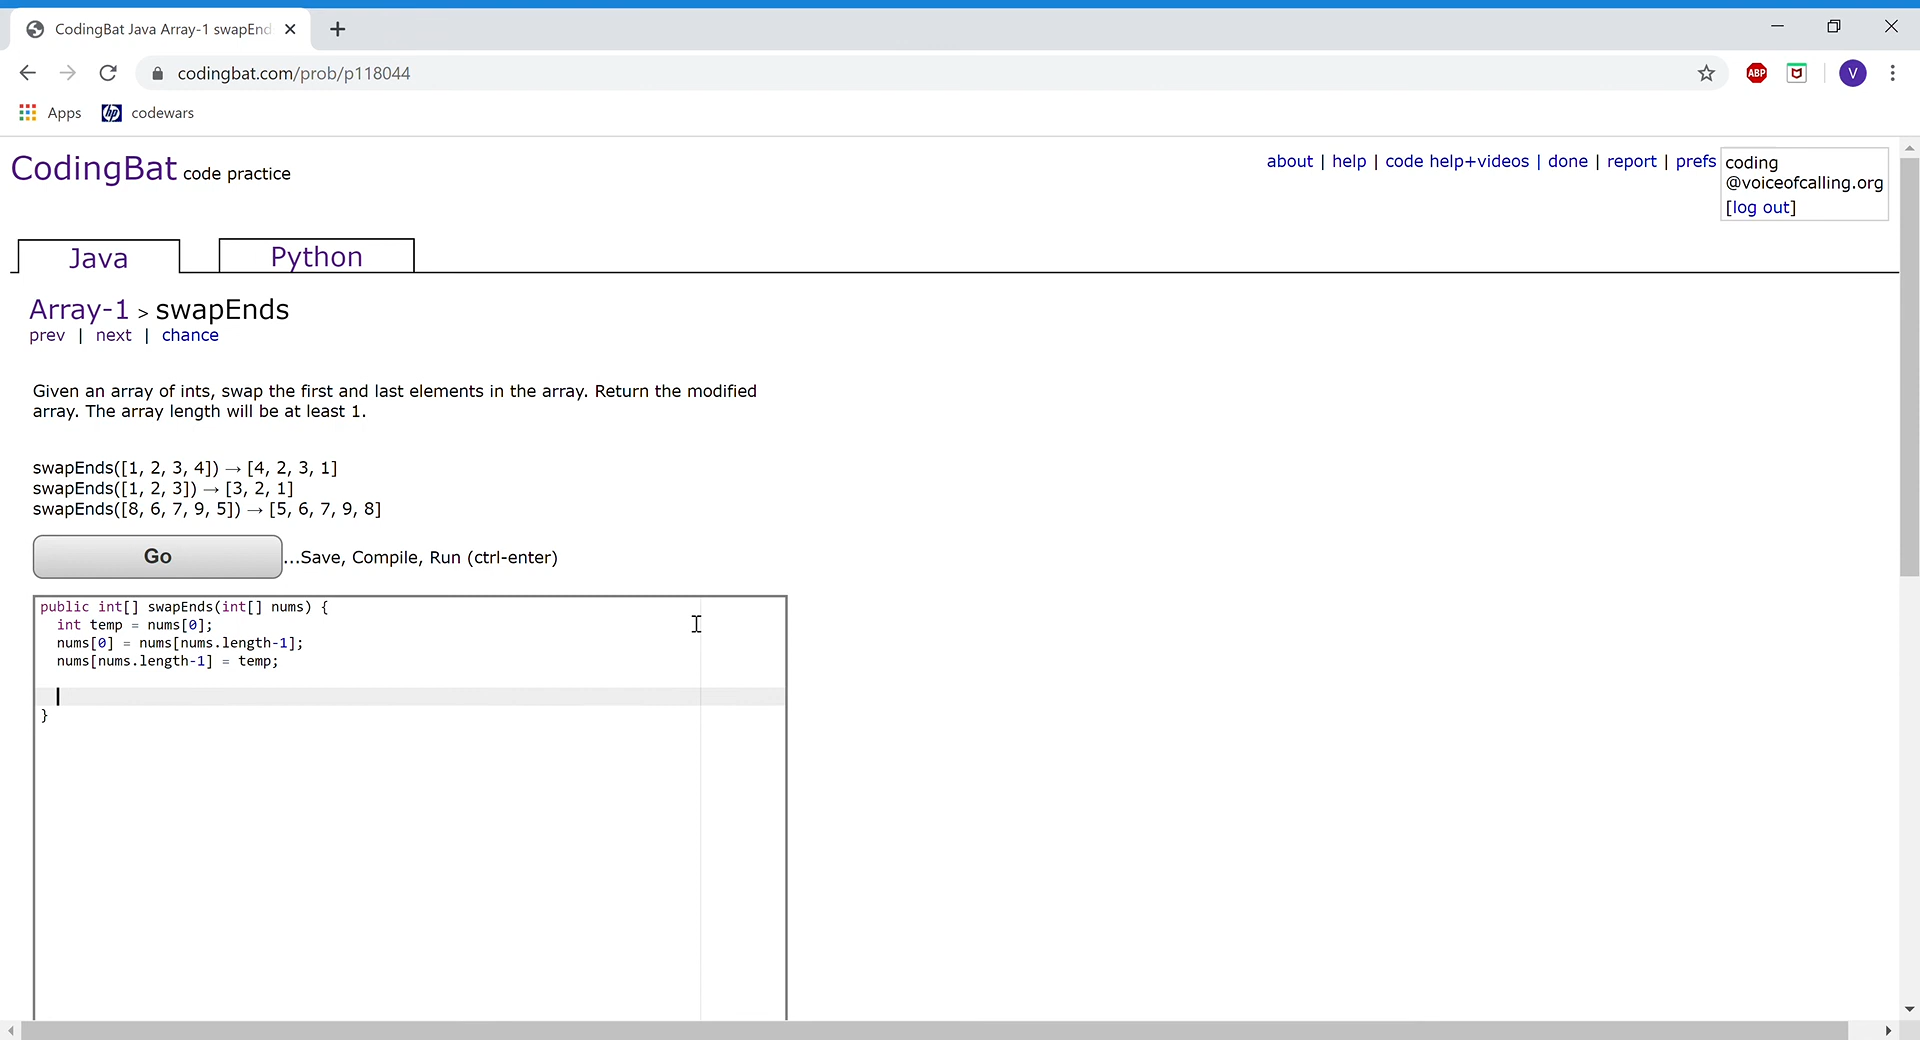 CodingBat Java Array-1 swapEnd
codingbat.com/prob/p118044
ABP
V
Apps
hp
codewars
CodingBat code practice
about | help | code help+videos | done | report | prefs
coding
@voiceofcalling.org
[log out]
Java
Python
Array-1 > swapEnds
prev | next | chance
Given an array of ints, swap the first and last elements in the array. Return the modified
array. The array length will be at least 1.
swapEnds([1, 2, 3, 4]) → [4, 2, 3, 1]
swapEnds([1, 2, 3]) → [3, 2, 1]
swapEnds([8, 6, 7, 9, 5]) → [5, 6, 7, 9, 8]
Go
...Save, Compile, Run (ctrl-enter)
public int[] swapEnds(int[] nums) {
  int temp = nums[0];
  nums[0] = nums[nums.length-1];
  nums[nums.length-1] = temp;
}